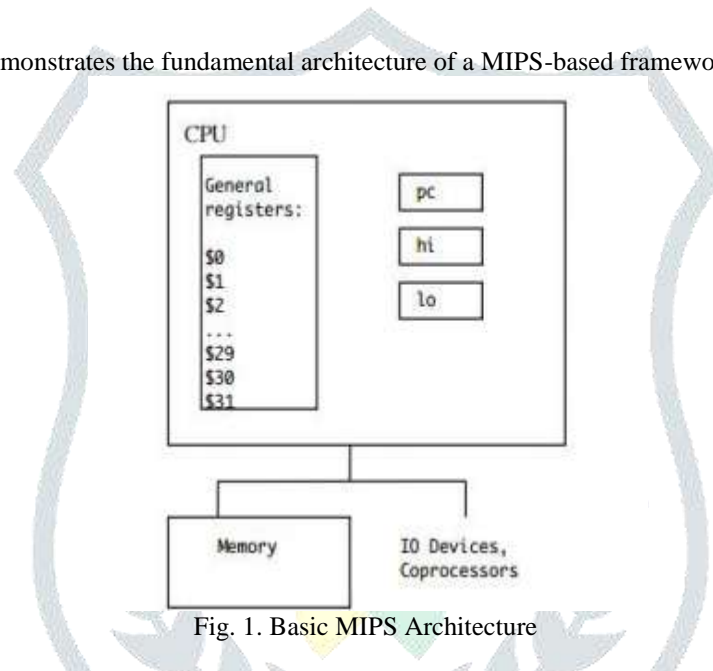 monstrates the fundamental architecture of a MIPS-based framewo
CPU
General
registers:
$0
$1
$2
...
$29
$30
$31
pc
hi
lo
Memory
IO Devices,
Coprocessors
Fig. 1. Basic MIPS Architecture